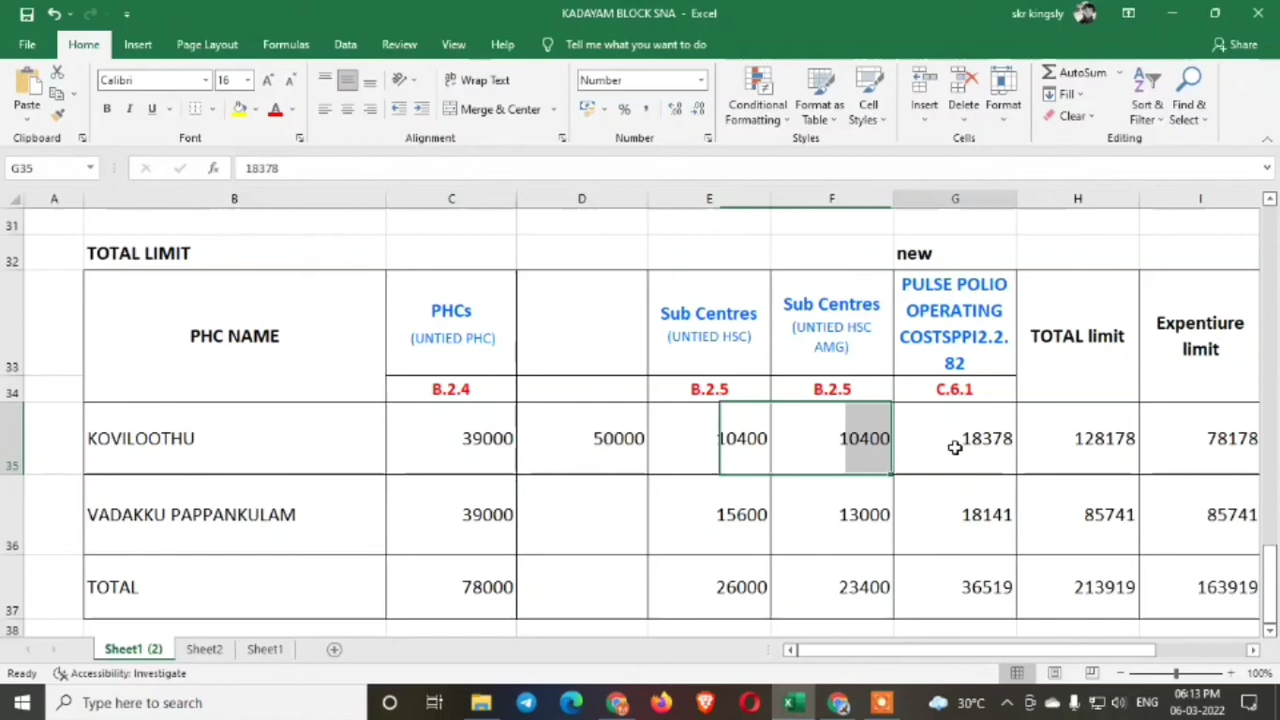 KADAYAM BLOCK SNA - Excel
skr kingsly
File Home Insert Page Layout Formulas Data Review View Help Tell me what you want to do Share
Calibri 16 A A Wrap Text Number AutoSum
Paste B I U A Merge & Center % Conditional Formatting Format as Table Cell Styles Insert Delete Format Fill Clear Sort & Filter Find & Select
Clipboard Font Alignment Number Styles Cells Editing
G35 fx 18378
A B C D E F G H I
31
32 TOTAL LIMIT new
33 PHC NAME PHCs (UNTIED PHC) Sub Centres (UNTIED HSC) Sub Centres (UNTIED HSC AMG) PULSE POLIO OPERATING COSTSPPI2.2.82 TOTAL limit Expentiure limit
34 B.2.4 B.2.5 B.2.5 C.6.1
35 KOVILOOTHU 39000 50000 10400 10400 18378 128178 78178
36 VADAKKU PAPPANKULAM 39000 15600 13000 18141 85741 85741
37 TOTAL 78000 26000 23400 36519 213919 163919
38
Sheet1 (2) Sheet2 Sheet1
Ready Accessibility: Investigate 100%
Type here to search 30°C ENG 06:13 PM
06-03-2022